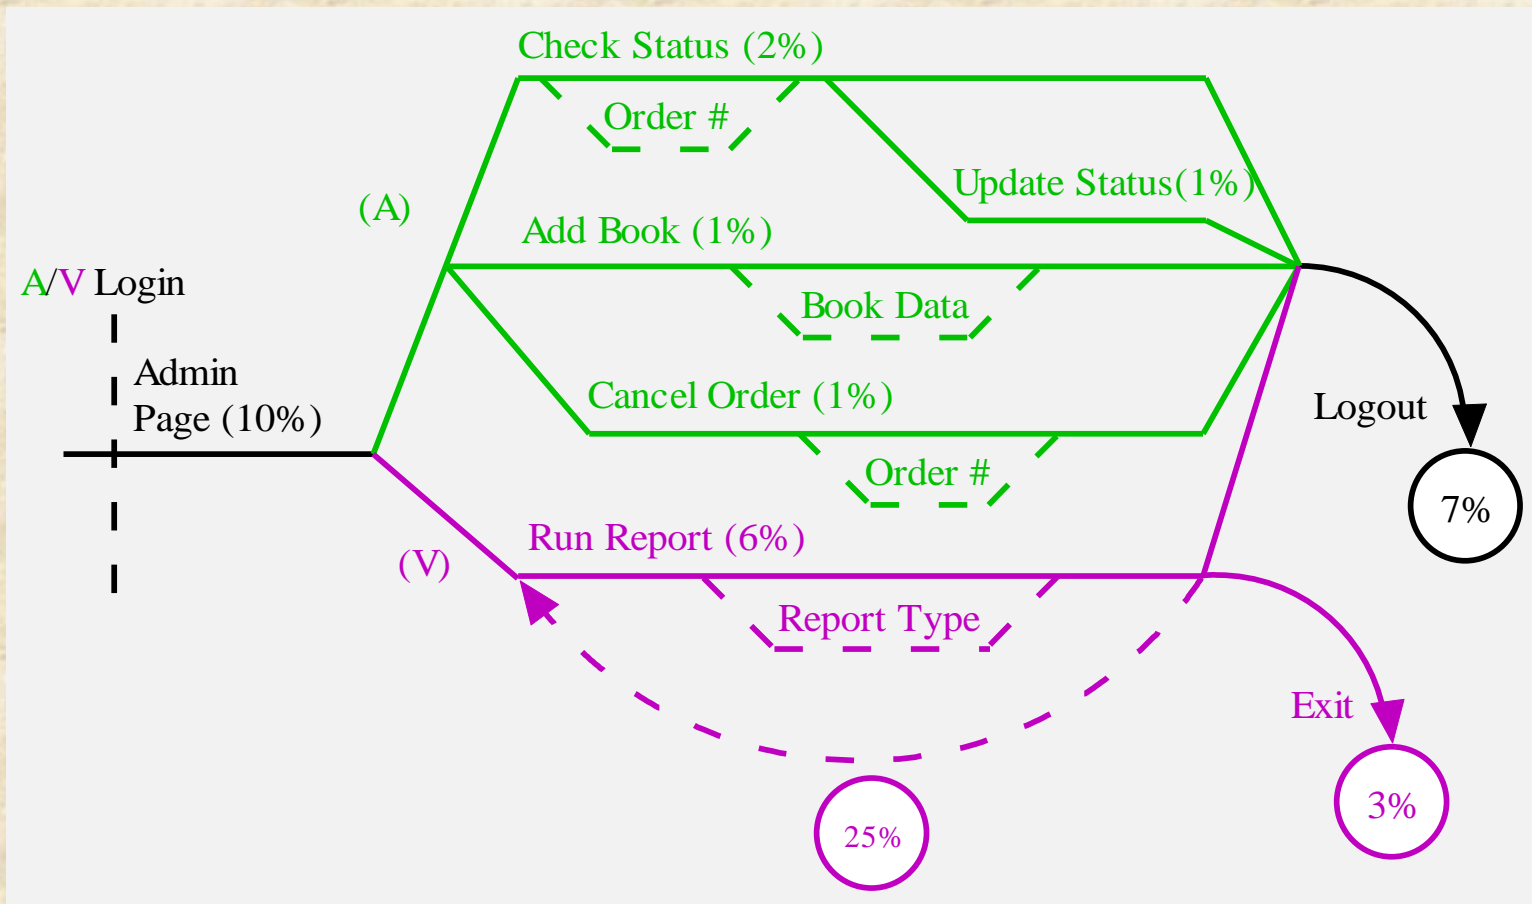 Check Status (2%)
Order #
Update Status(1%)
(A)
Add Book (1%)
A/V Login
Book Data
Admin
Page (10%)
Cancel Order (1%)
Logout
Order #
7%
Run Report (6%)
(V)
Report Type
Exit
3%
25%